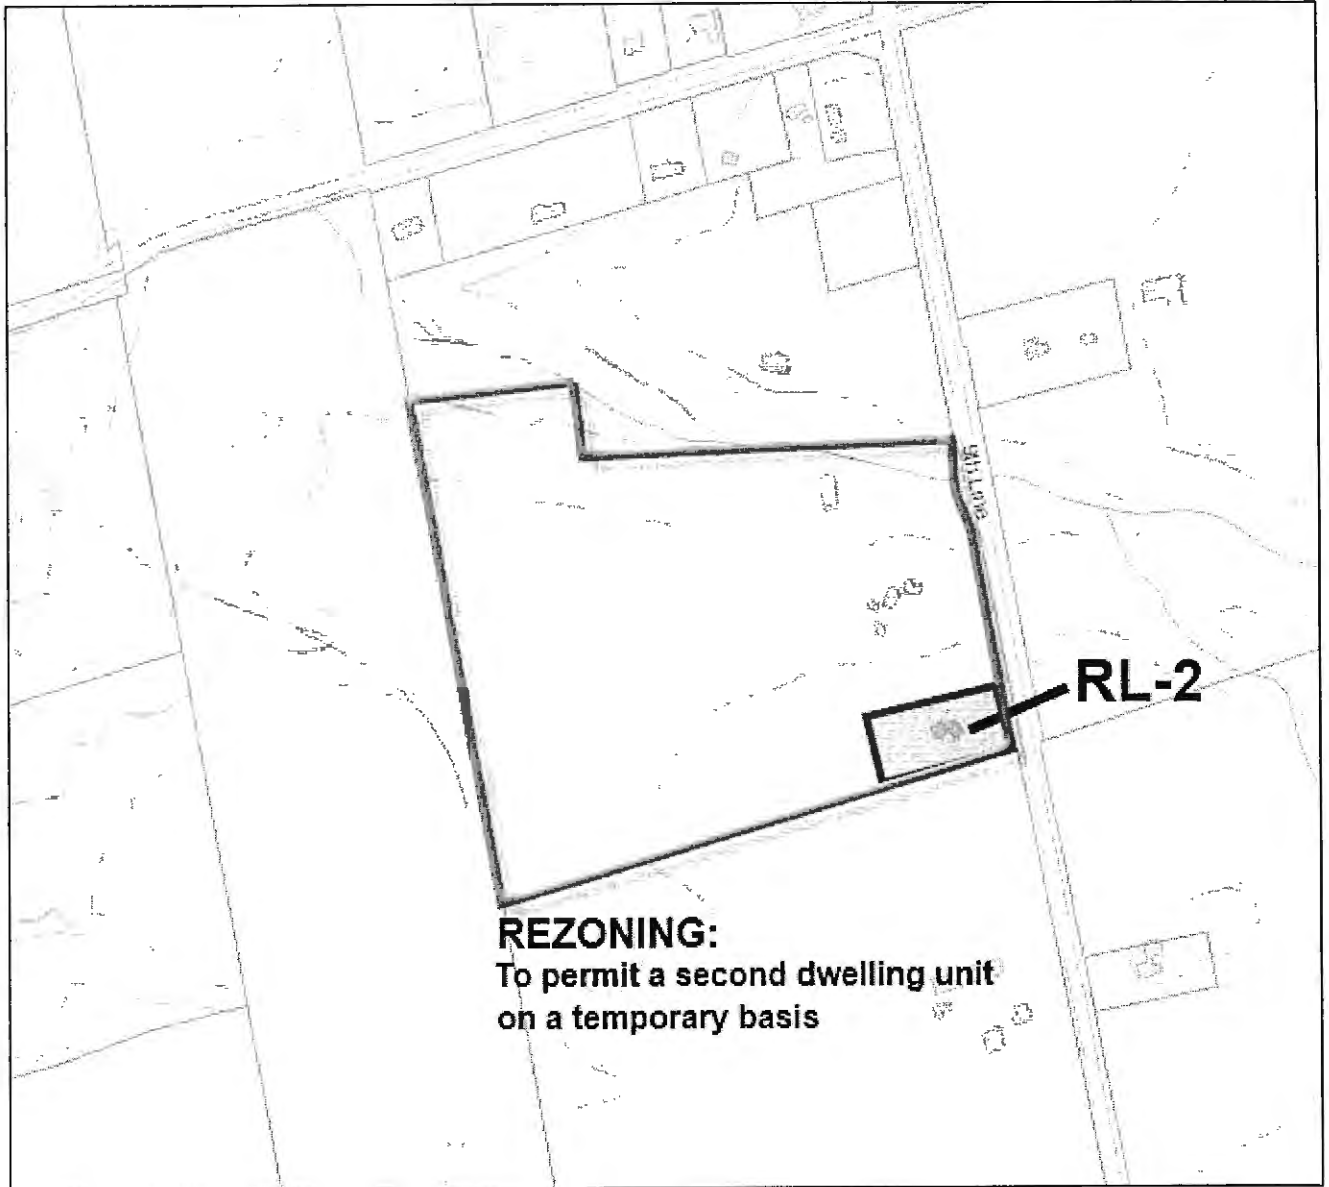 RL-2
REZONING:
To permit a second dwelling unit
on a temporary basis